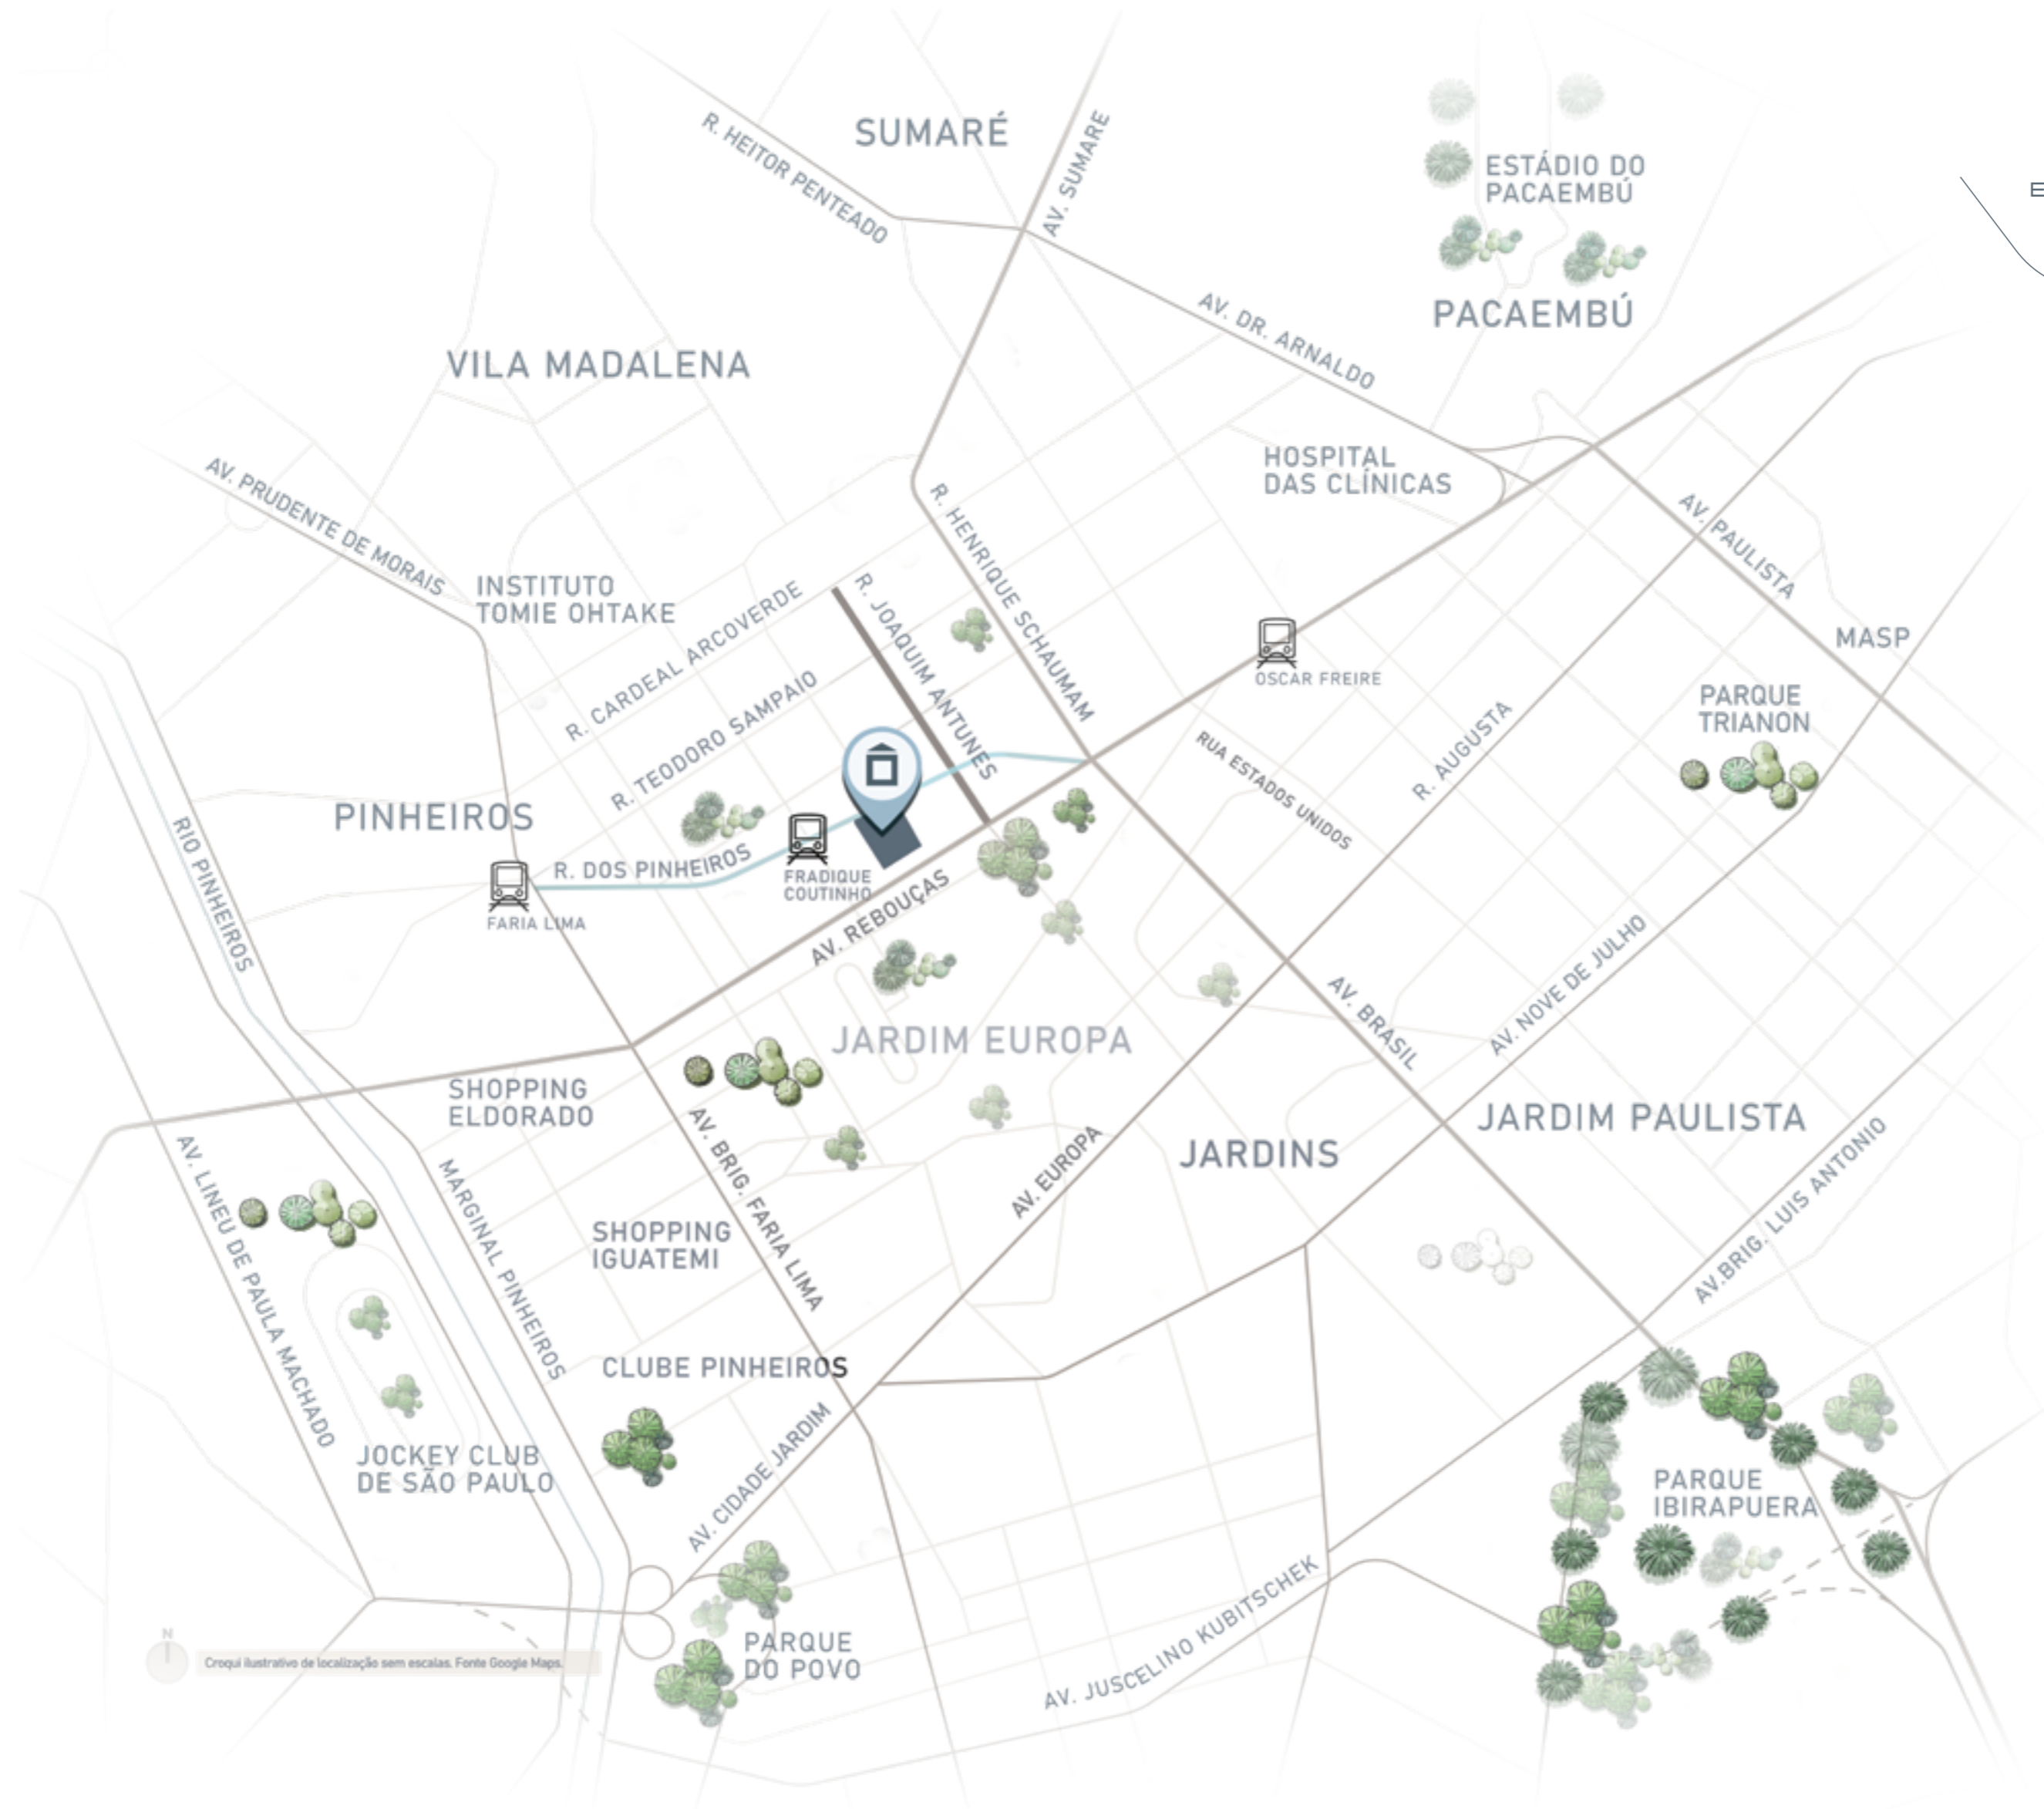 SUMARÉ
R. HEITOR PENTEADO
AV. SUMARE
ESTÁDIO DO
PACAEMBÚ
PACAEMBÚ
AV. DR. ARNALDO
VILA MADALENA
HOSPITAL
DAS CLÍNICAS
AV. PRUDENTE DE MORAIS
R. HENRIQUE SCHAUMAM
AV. PAULISTA
INSTITUTO
TOMIE OHTAKE
R. CARDEAL ARCOVERDE
R. JOAQUIM ANTUNES
MASP
OSCAR FREIRE
R. TEODORO SAMPAIO
PARQUE
TRIANON
R. AUGUSTA
RUA ESTADOS UNIDOS
PINHEIROS
RIO PINHEIROS
R. DOS PINHEIROS
FRADIQUE
COUTINHO
FARIA LIMA
AV. REBOUÇAS
AV. NOVE DE JULHO
AV. BRASIL
JARDIM EUROPA
SHOPPING
ELDORADO
JARDIM PAULISTA
JARDINS
AV. EUROPA
AV. BRIG. FARIA LIMA
AV. LINEU DE PAULA MACHADO
MARGINAL PINHEIROS
AV.BRIG. LUIS ANTONIO
SHOPPING
IGUATEMI
CLUBE PINHEIROS
AV. CIDADE JARDIM
JOCKEY CLUB
DE SÃO PAULO
PARQUE
IBIRAPUERA
AV. JUSCELINO KUBITSCHEK
PARQUE
DO POVO
N
Croqui ilustrativo de localização sem escalas. Fonte Google Maps.